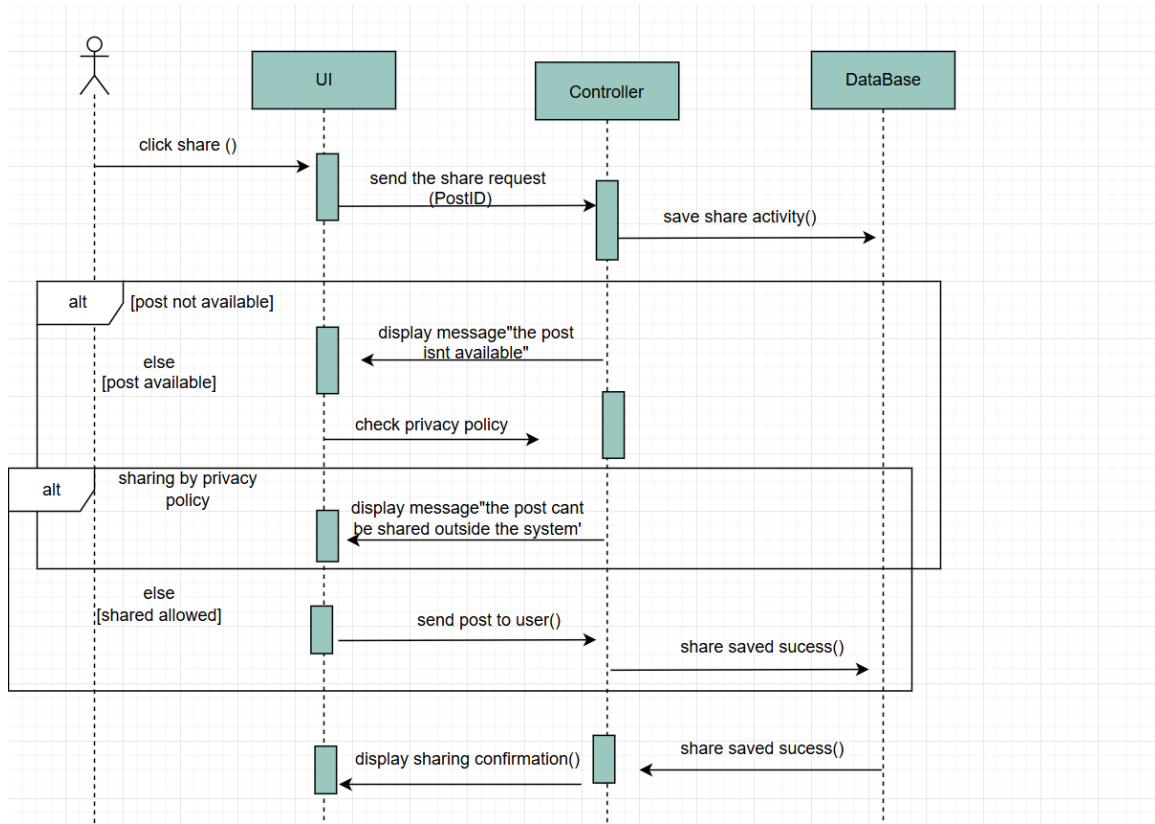 UI
Controller
DataBase
click share ()
send the share request
(PostID)
save share activity()
alt
[post not available]
display message"the post
isnt available"
else
[post available]
check privacy policy
alt
sharing by privacy
policy
display message"the post cant
be shared outside the system'
else
[shared allowed]
send post to user()
share saved sucess()
share saved sucess()
display sharing confirmation()